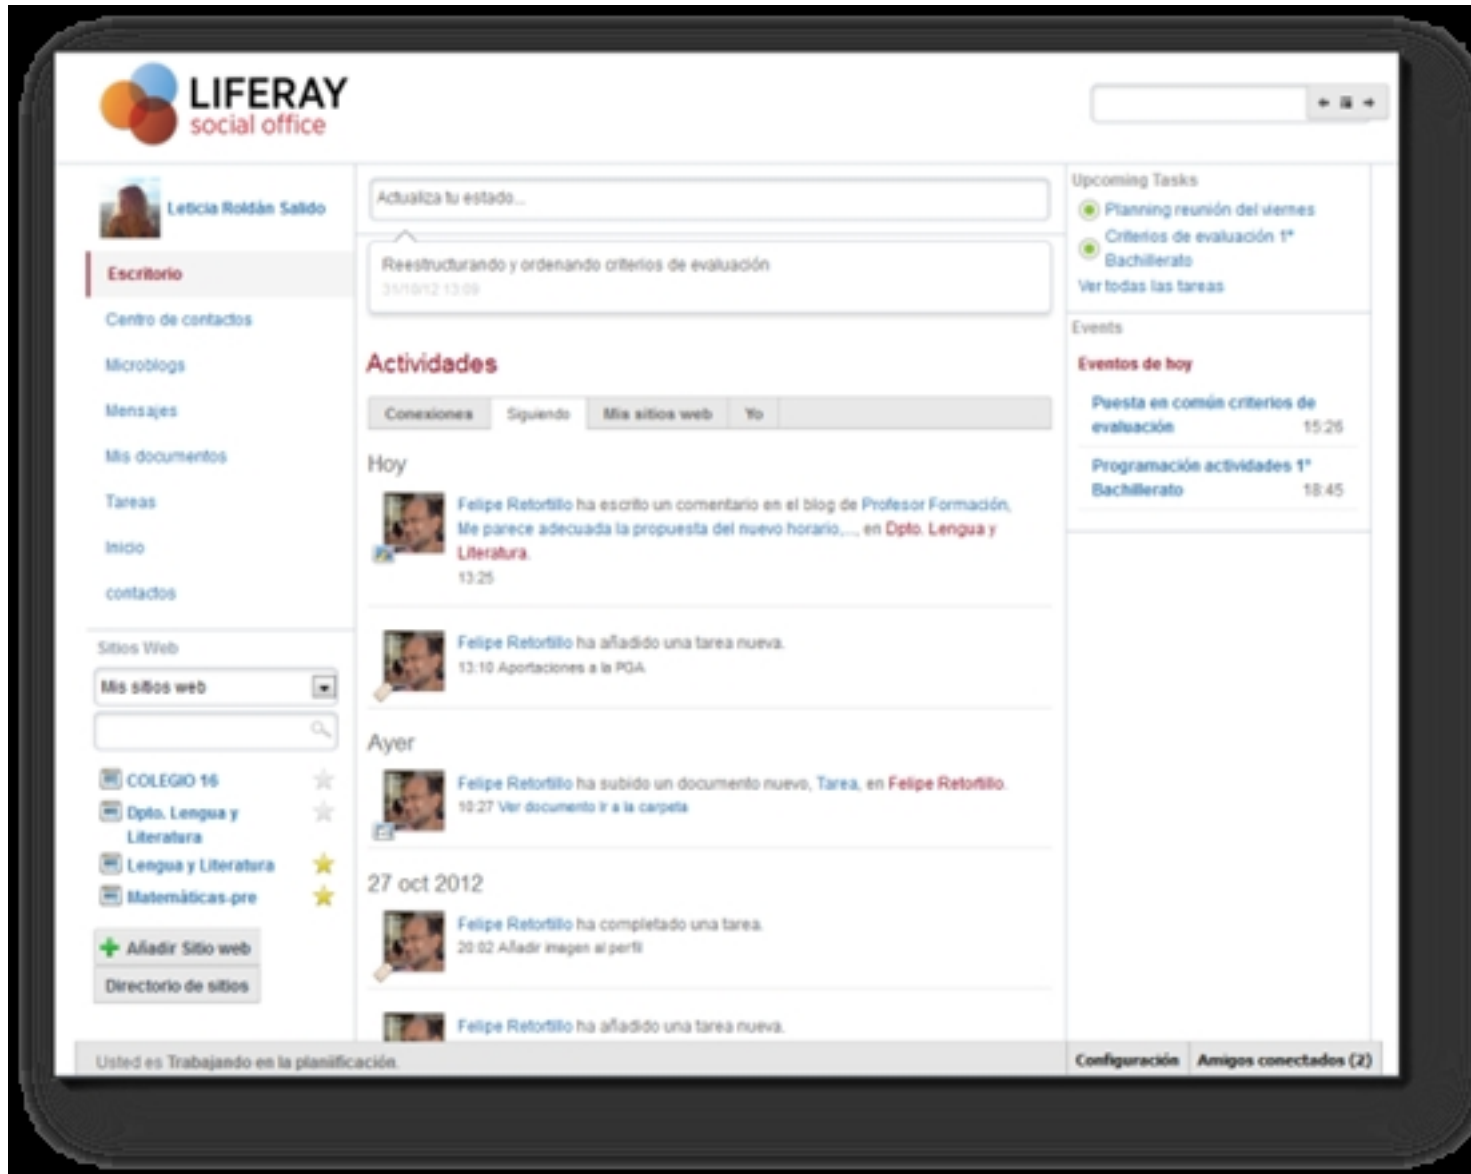 LIFERAY
social office
Leticia Roldán Salido
Escritorio
Centro de contactos
Microblogs
Mensajes
Mis documentos
Tareas
Inicio
contactos
Sitios Web
Mis sitios web
COLEGIO 16
Dpto. Lengua y
Literatura
Lengua y Literatura
Matemáticas-pre
Añadir Sitio web
Directorio de sitios
Actualiza tu estado...
Reestructurando y ordenando criterios de evaluación
31/10/12 13:09
Actividades
Conexiones Siguiendo Mis sitios web Yo
Hoy
Felipe Retortillo ha escrito un comentario en el blog de Profesor Formación,
Me parece adecuada la propuesta del nuevo horario,..., en Dpto. Lengua y
Literatura.
13:25
Felipe Retortillo ha añadido una tarea nueva.
13:10 Aportaciones a la PGA
Ayer
Felipe Retortillo ha subido un documento nuevo, Tarea, en Felipe Retortillo.
10:27 Ver documento Ir a la carpeta
27 oct 2012
Felipe Retortillo ha completado una tarea.
20:02 Añadir imagen al perfil
Felipe Retortillo ha añadido una tarea nueva.
Upcoming Tasks
Planning reunión del viernes
Criterios de evaluación 1º
Bachillerato
Ver todas las tareas
Events
Eventos de hoy
Puesta en común criterios de
evaluación 15:26
Programación actividades 1º
Bachillerato 18:45
Usted es Trabajando en la planiificación.
Configuración Amigos conectados (2)